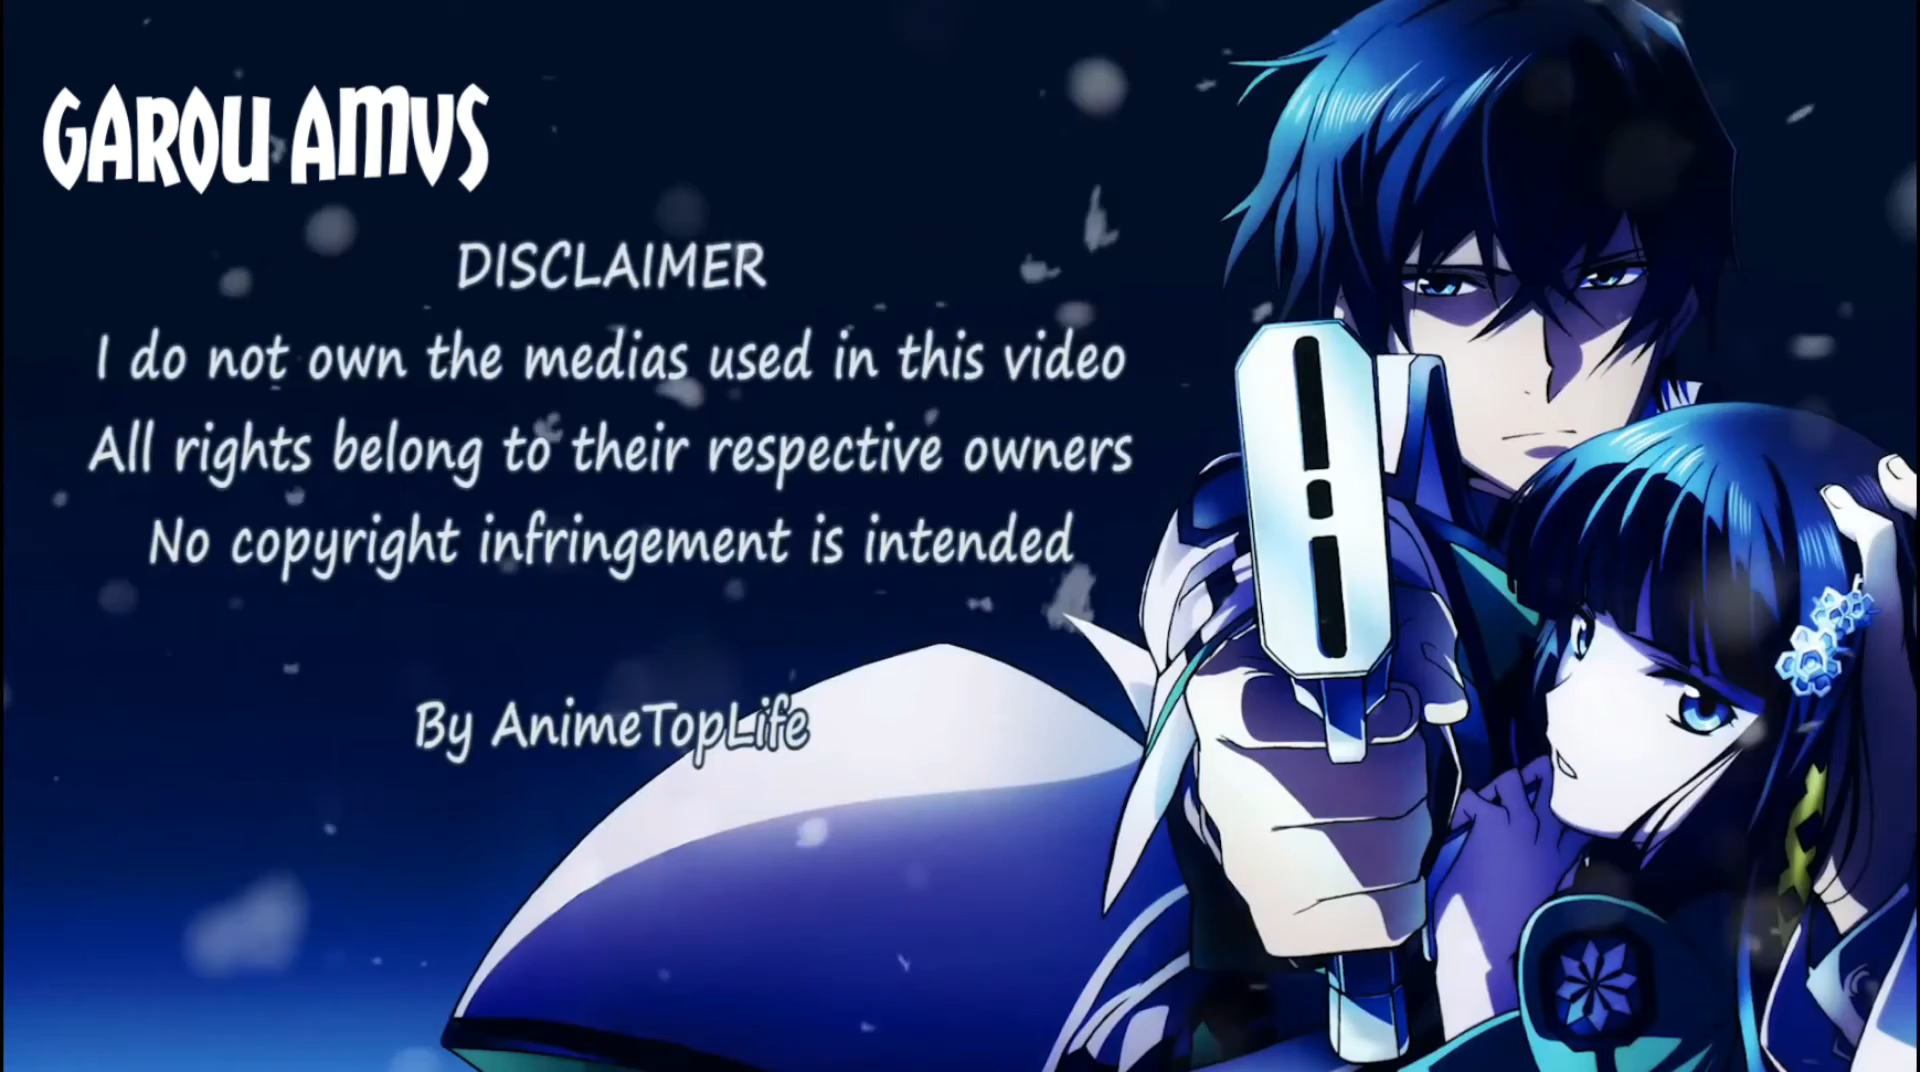 GAROU AMVS
DISCLAIMER
I do not own the medias used in this video
All rights belong to their respective owners
No copyright infringement is intended
By AnimeTopLife